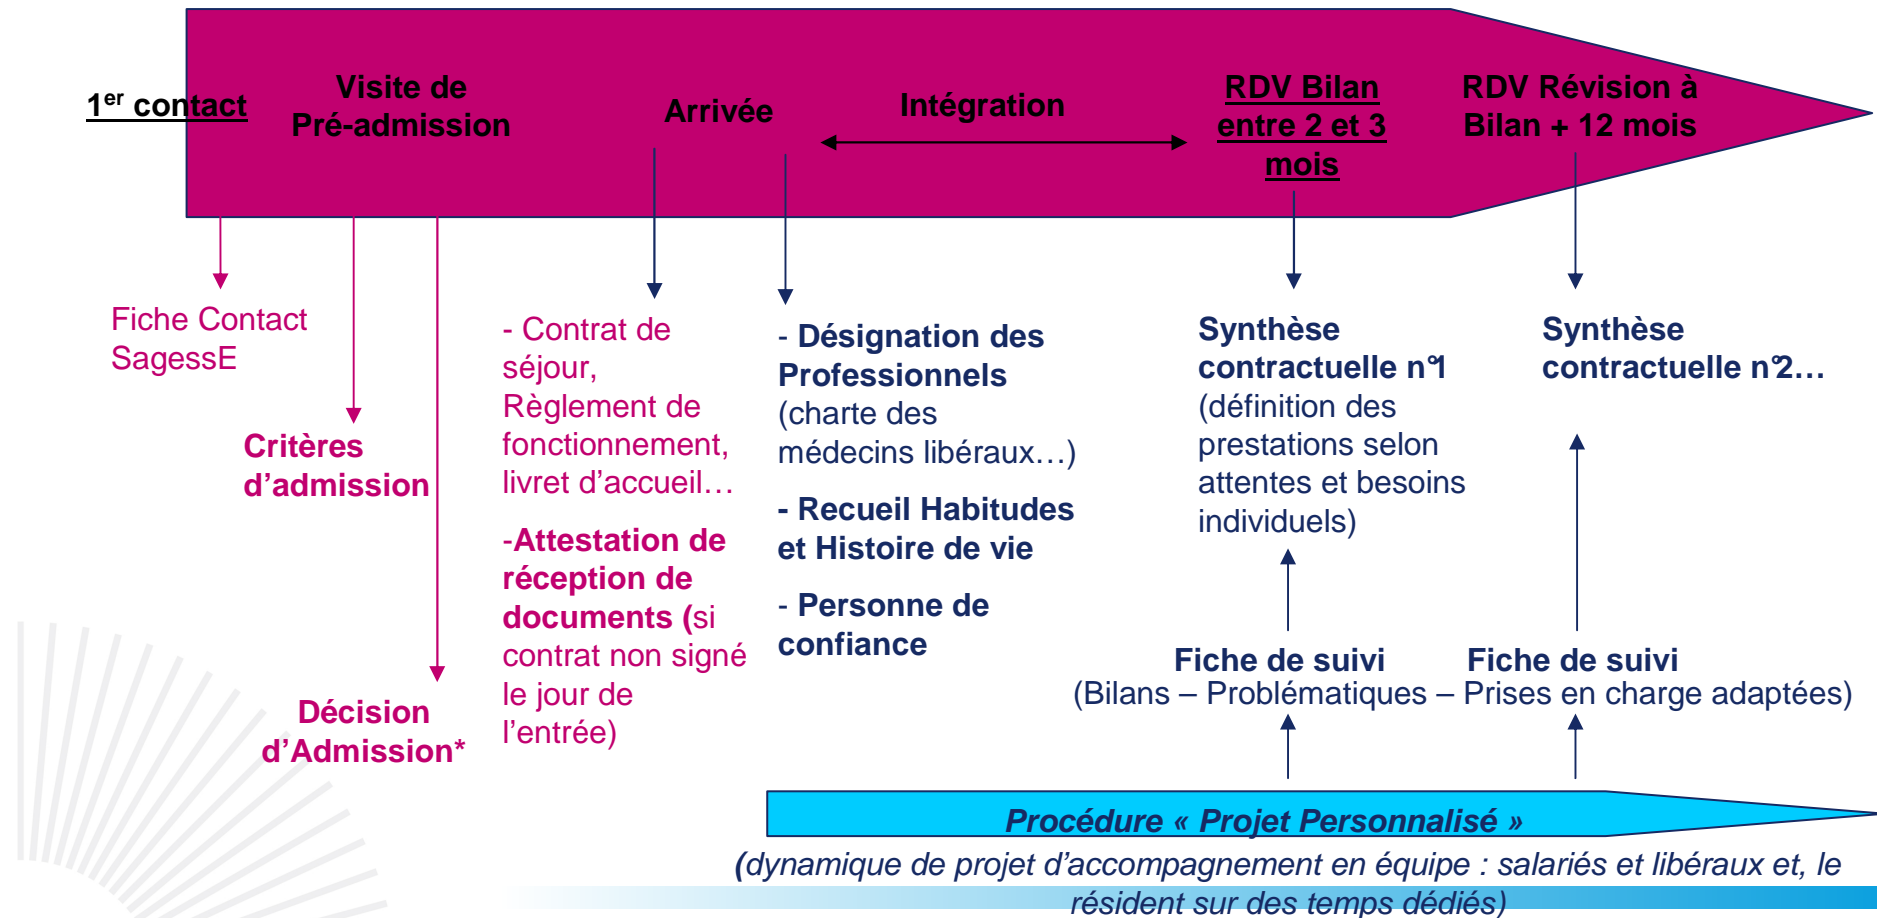 1er contact
Visite de
Pré-admission
Arrivée
Intégration
RDV Bilan
entre 2 et 3
mois
RDV Révision à
Bilan + 12 mois
Fiche Contact
SagessE
Critères
d’admission
Décision
d’Admission*
- Contrat de
séjour,
Règlement de
fonctionnement,
livret d’accueil…
-Attestation de
réception de
documents (si
contrat non signé
le jour de
l’entrée)
- Désignation des
Professionnels
(charte des
médecins libéraux…)
- Recueil Habitudes
et Histoire de vie
- Personne de
confiance
Synthèse
contractuelle n°1
(définition des
prestations selon
attentes et besoins
individuels)
Synthèse
contractuelle n°2…
Fiche de suivi
Fiche de suivi
(Bilans – Problématiques – Prises en charge adaptées)
Procédure « Projet Personnalisé »
(dynamique de projet d’accompagnement en équipe : salariés et libéraux et, le
résident sur des temps dédiés)